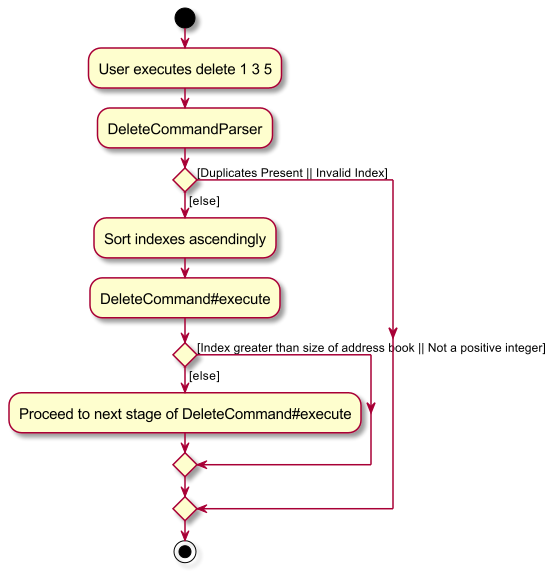 User executes delete 1 3 5
DeleteCommandParser
[Duplicates Present || Invalid Index]
[else]
Sort indexes ascendingly
DeleteCommand#execute
[Index greater than size of address book || Not a positive integer]
[else]
Proceed to next stage of DeleteCommand#execute